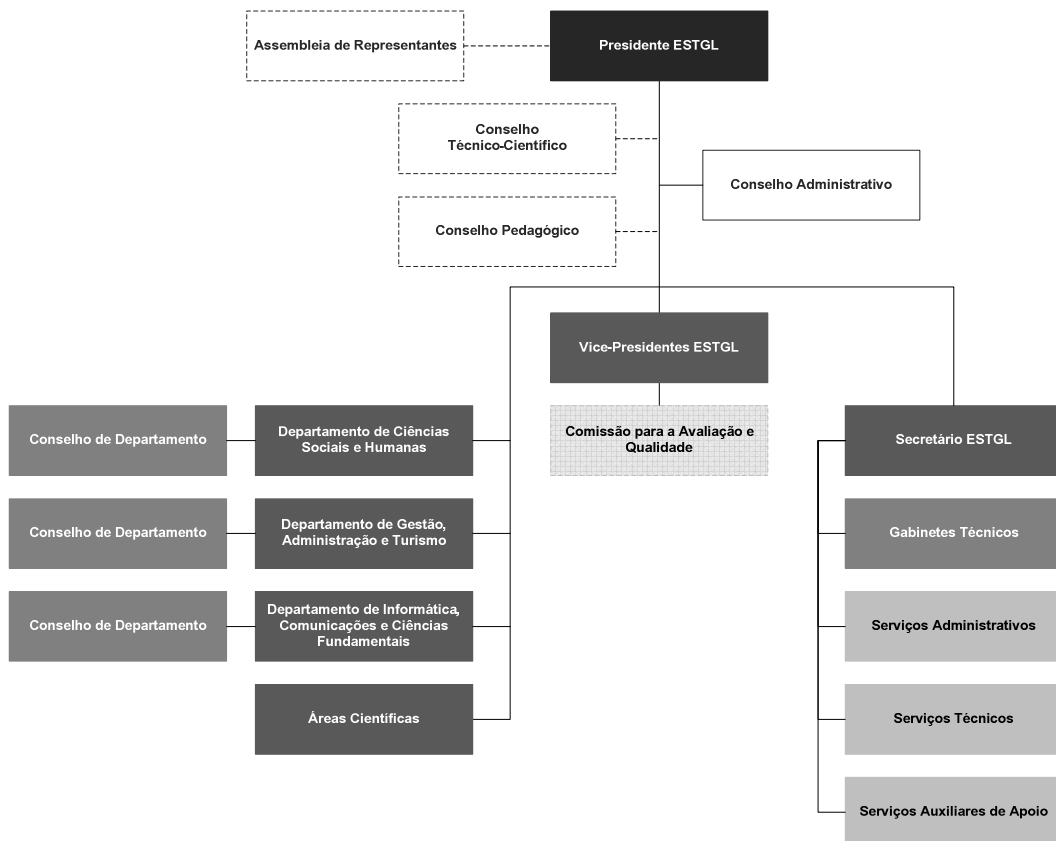 Assembleia de Representantes
Presidente ESTGL
Conselho
Técnico-Científico
Conselho Administrativo
Conselho Pedagógico
Vice-Presidentes ESTGL
Conselho de Departamento
Departamento de Ciências
Sociais e Humanas
Comissão para a Avaliação e
Qualidade
Secretário ESTGL
Conselho de Departamento
Departamento de Gestão,
Administração e Turismo
Gabinetes Técnicos
Conselho de Departamento
Departamento de Informática,
Comunicações e Ciências
Fundamentais
Serviços Administrativos
Áreas Científicas
Serviços Técnicos
Serviços Auxiliares de Apoio